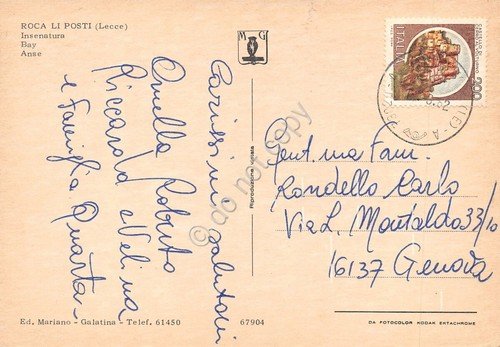 ROCA LI POSTI (Lecce)
Insenatura
Bay
Anse
M G
Carissimi saluti
Ornella Roberto
Riccardo e Melina
e Famiglia Quarta
Ed. Mariano - Galatina - Telef. 61450
67904
Riproduzione vietata
ITALIA
200
Gent.ma Fam.
Rondello Carlo
Via L. Montaldo 33/10
16137 Genova
DA FOTOCOLOR KODAK EKTACHROME
do not copy